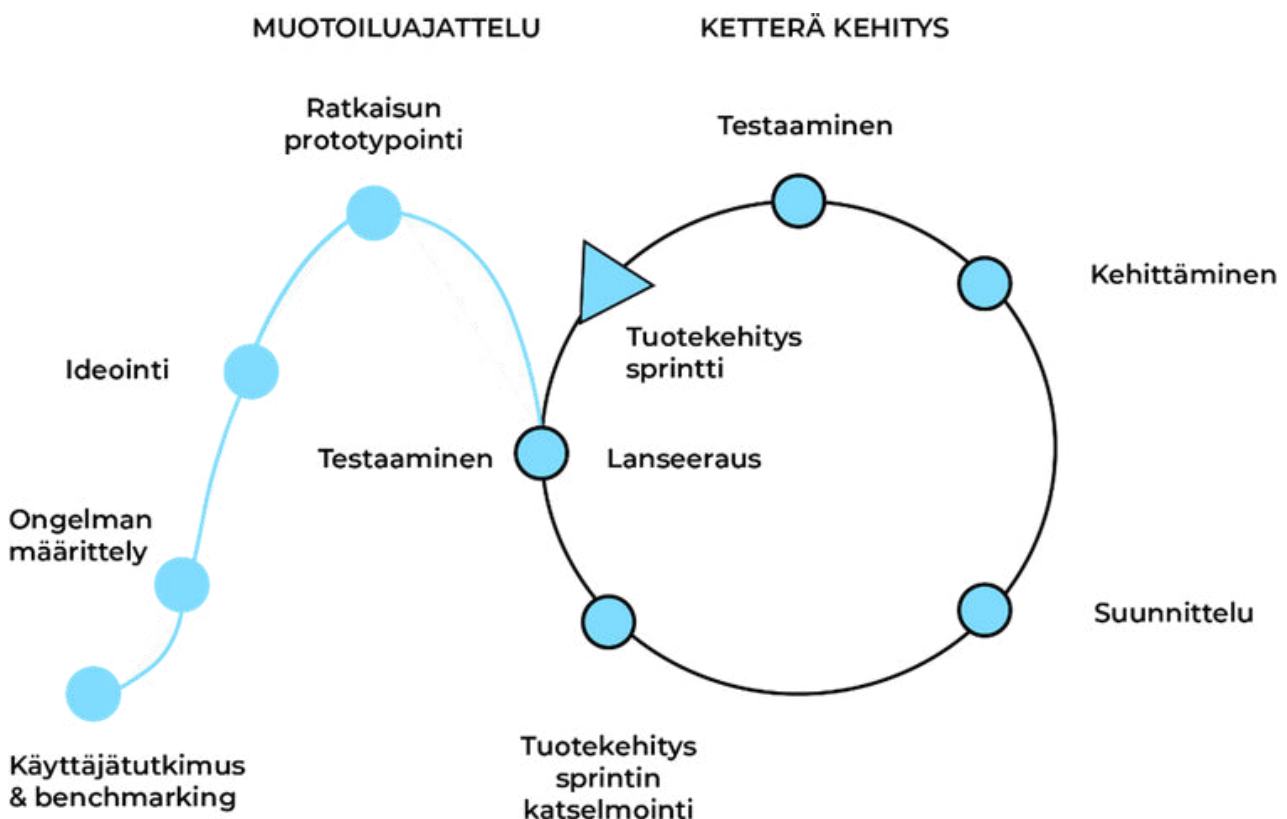 MUOTOILUAJATTELU
KETTERÄ KEHITYS
Ratkaisun
prototypointi
Testaaminen
Kehittäminen
Tuotekehitys
sprintti
Ideointi
Testaaminen
Lanseeraus
Ongelman
määrittely
Suunnittelu
Tuotekehitys
sprintin
katselmointi
Käyttäjätutkimus
& benchmarking